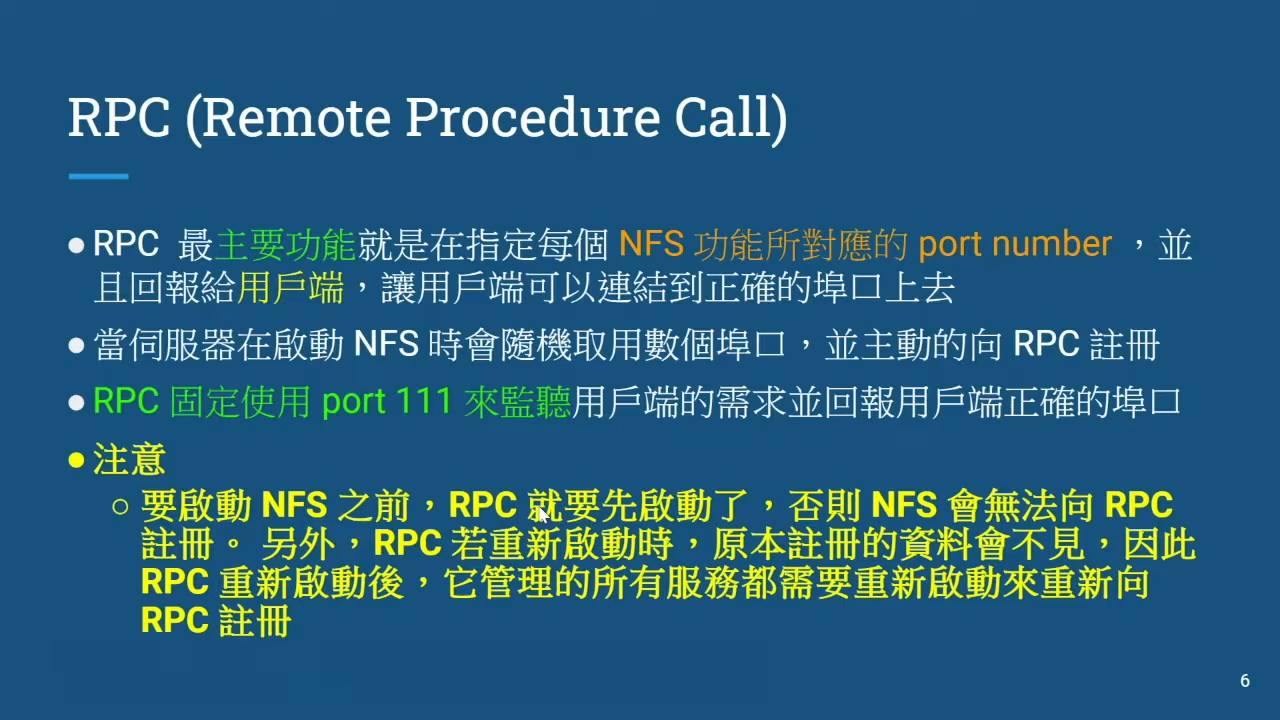 RPC (Remote Procedure Call)
●RPC 最主要功能就是在指定每個 NFS 功能所對應的 port number ，並
且回報給用戶端，讓用戶端可以連結到正確的埠口上去
●當伺服器在啟動 NFS 時會隨機取用數個埠口，並主動的向 RPC 註冊
●RPC 固定使用 port 111 來監聽用戶端的需求並回報用戶端正確的埠口
●注意
○要啟動 NFS 之前，RPC 就要先啟動了，否則 NFS 會無法向 RPC
註冊。 另外，RPC 若重新啟動時，原本註冊的資料會不見，因此
RPC 重新啟動後，它管理的所有服務都需要重新啟動來重新向
RPC 註冊
6